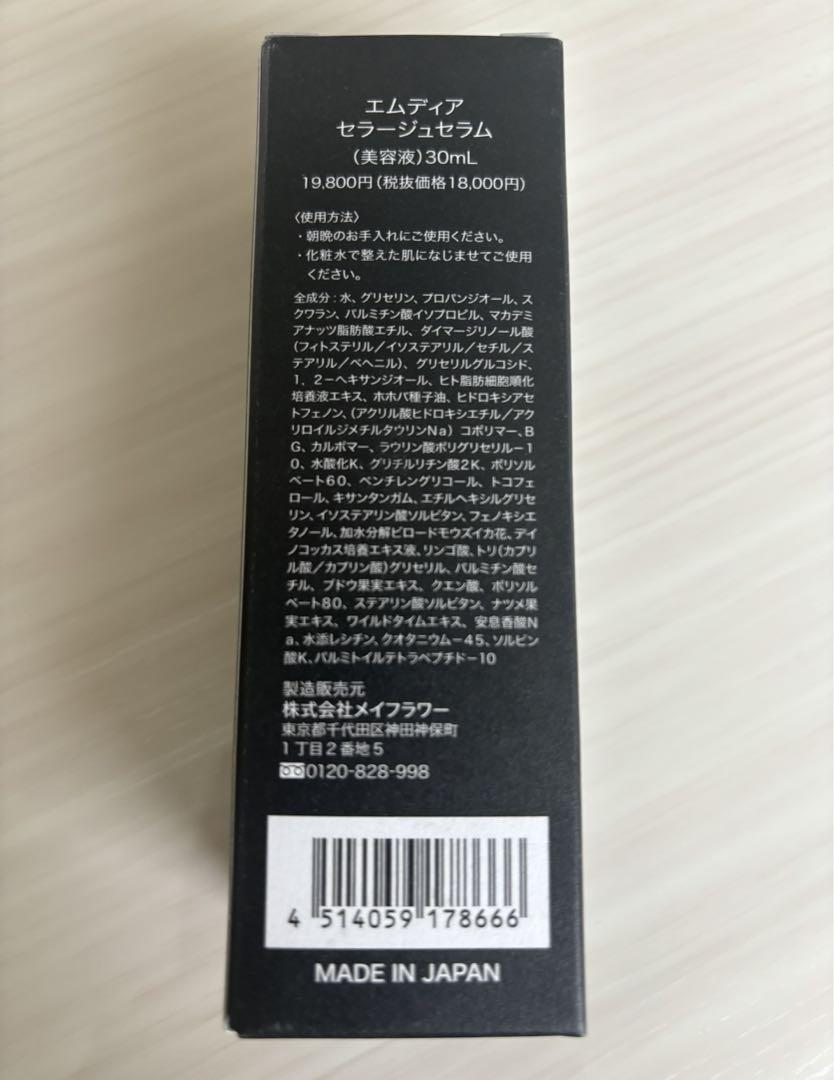 エムディア
セラージュセラム
(美容液)30mL
19,800円(税抜価格18,000円)
〈使用方法〉
・朝晩のお手入れにご使用ください。
・化粧水で整えた肌になじませてご使用
ください。
全成分：水、グリセリン、プロパンジオール、ス
クワラン、パルミチン酸イソプロピル、マカデミ
アナッツ脂肪酸エチル、ダイマージリノール酸
(フィトステリル／イソステアリル／セチル／ス
テアリル／ベヘニル)、グリセリルグルコシド、
1，2－ヘキサンジオール、ヒト脂肪細胞順化
培養液エキス、ホホバ種子油、ヒドロキシアセ
トフェノン、(アクリル酸ヒドロキシエチル／アク
リロイルジメチルタウリンNa) コポリマー、B
G、カルボマー、ラウリン酸ポリグリセリル－1
0、水酸化K、グリチルリチン酸2K、ポリソル
ベート60、ペンチレングリコール、トコフェ
ロール、キサンタンガム、エチルヘキシルグリセ
リン、イソステアリン酸ソルビタン、フェノキシエ
タノール、加水分解ビロードモウズイカ花、デイ
ノコッカス培養エキス液、リンゴ酸、トリ(カプリ
ル酸／カプリン酸)グリセリル、パルミチン酸セ
チル、ブドウ果実エキス、クエン酸、ポリソル
ベート80、ステアリン酸ソルビタン、ナツメ果
実エキス、ワイルドタイムエキス、安息香酸N
a、水添レシチン、クオタニウム－45、ソルビン
酸K、パルミトイルテトラペプチド－10
製造販売元
株式会社メイフラワー
東京都千代田区神田神保町
1丁目2番地5
0120-828-998
4 514059 178666
MADE IN JAPAN